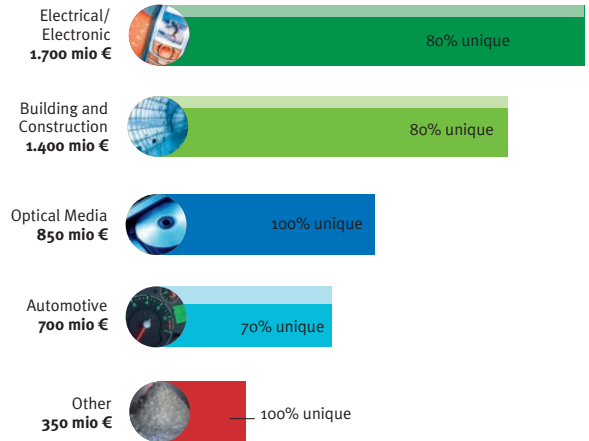 Electrical/
Electronic
1.700 mio €
80% unique
Building and
Construction
1.400 mio €
80% unique
Optical Media
850 mio €
100% unique
Automotive
700 mio €
70% unique
Other
350 mio €
100% unique